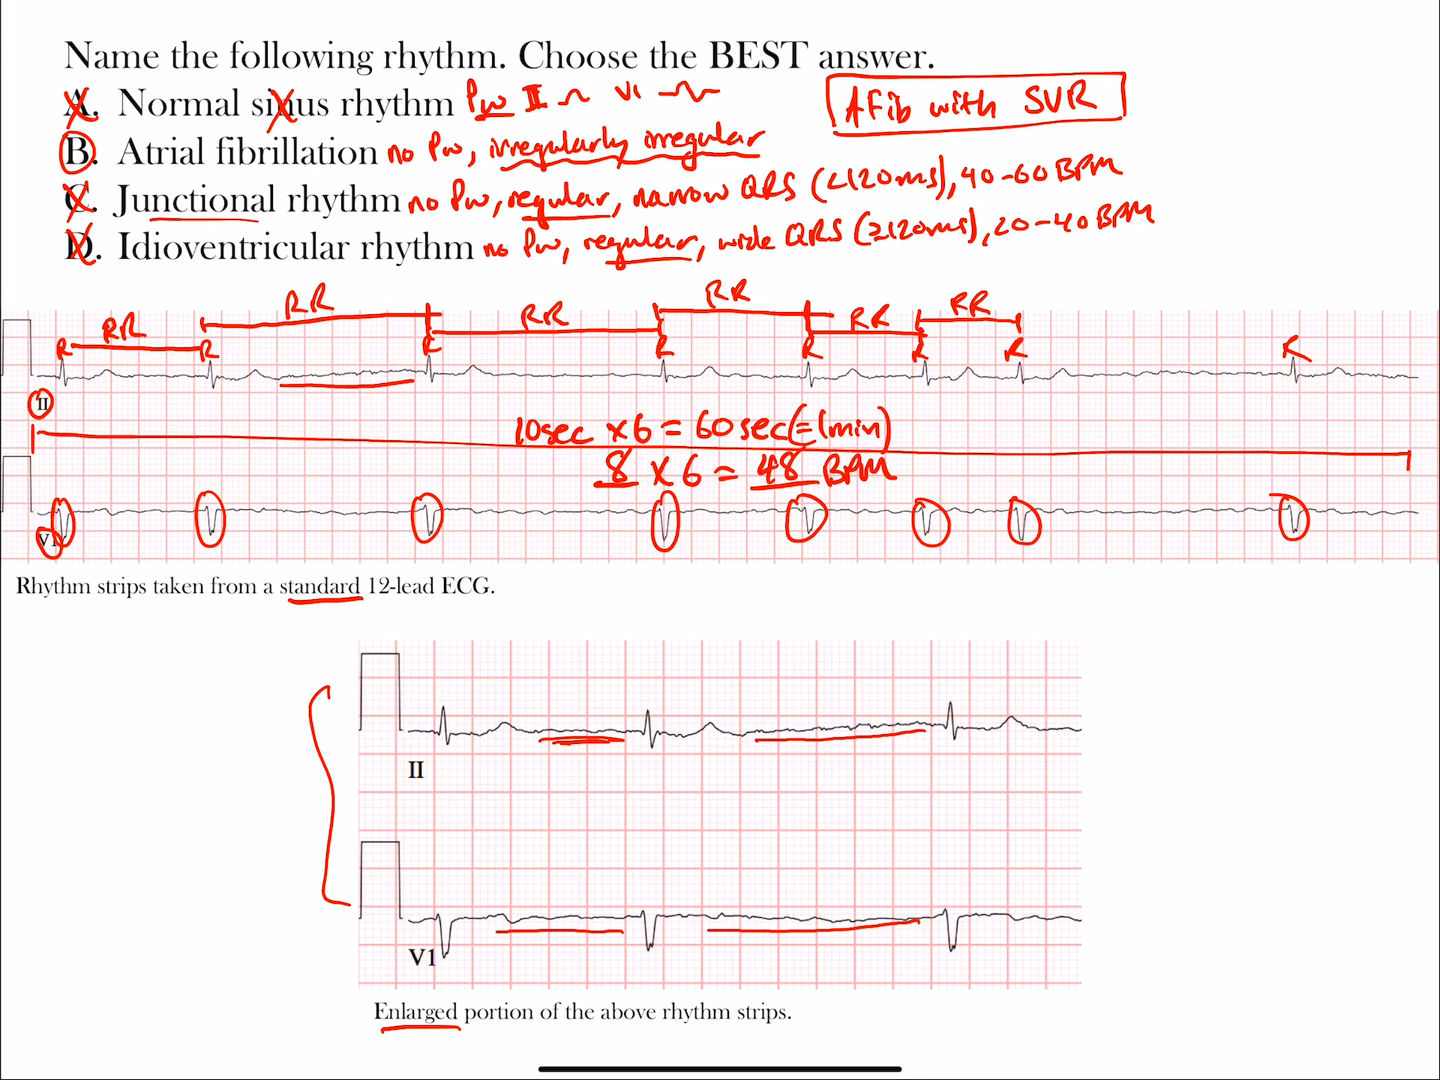 Name the following rhythm. Choose the BEST answer.
A. Normal sinus rhythm Pw II V1
AFib with SVR
B. Atrial fibrillation no Pw, irregularly irregular
C. Junctional rhythm no Pw, regular, narrow QRS (<120ms), 40-60 BPM
D. Idioventricular rhythm no Pw, regular, wide QRS (≥120ms), 20-40 BPM
RR RR RR RR RR RR
R R R R R R R R
II
10sec x6 = 60sec (=1min)
8 x 6 = 48 BPM
V1
Rhythm strips taken from a standard 12-lead ECG.
II
V1
Enlarged portion of the above rhythm strips.